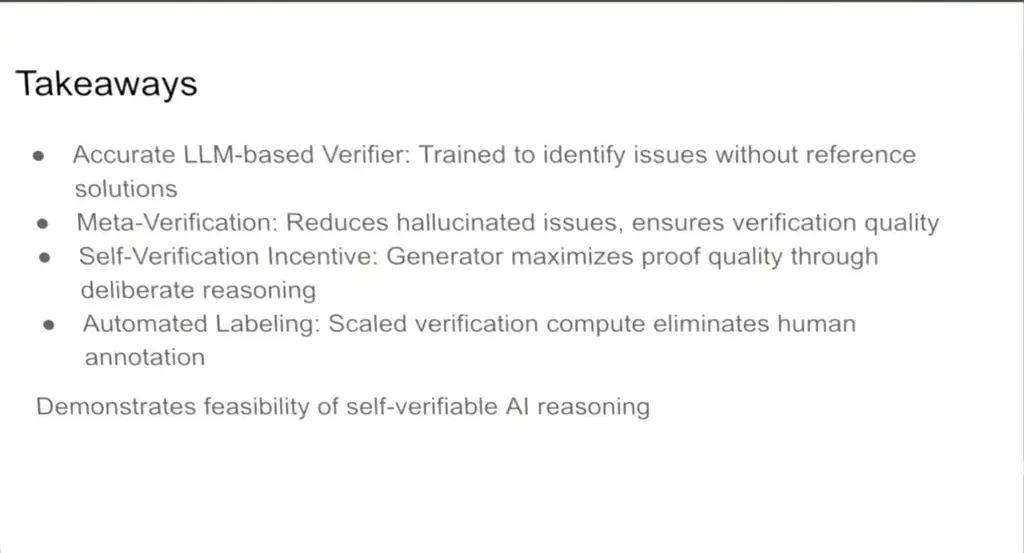 Takeaways
● Accurate LLM-based Verifier: Trained to identify issues without reference
solutions
● Meta-Verification: Reduces hallucinated issues, ensures verification quality
● Self-Verification Incentive: Generator maximizes proof quality through
deliberate reasoning
● Automated Labeling: Scaled verification compute eliminates human
annotation
Demonstrates feasibility of self-verifiable AI reasoning